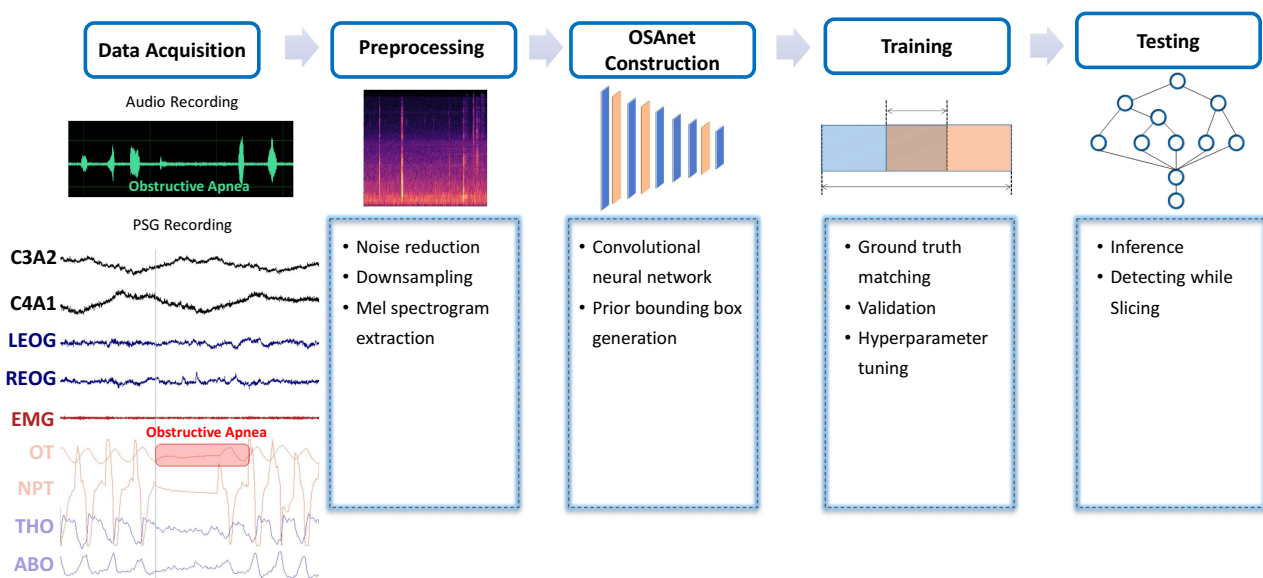 Data Acquisition
Preprocessing
OSAnet
Construction
Training
Testing
Audio Recording
Obstructive Apnea
PSG Recording
C3A2
C4A1
LEOG
REOG
EMG
Obstructive Apnea
OT
NPT
THO
ABO
• Noise reduction
• Downsampling
• Mel spectrogram
extraction
• Convolutional
neural network
• Prior bounding box
generation
• Ground truth
matching
• Validation
• Hyperparameter
tuning
• Inference
• Detecting while
Slicing